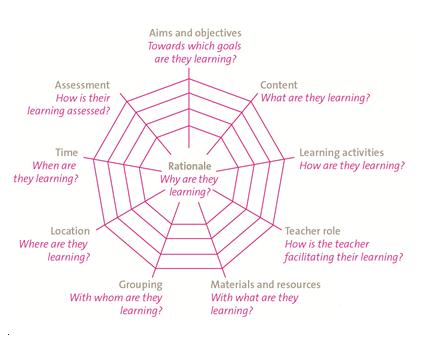 Aims and objectives
Towards which goals
are they learning?
Content
What are they learning?
Learning activities
How are they learning?
Teacher role
How is the teacher
facilitating their learning?
Materials and resources
With what are they
learning?
Grouping
With whom are they
learning?
Location
Where are they
learning?
Time
When are
they learning?
Assessment
How is their
learning assessed?
Rationale
Why are they
learning?